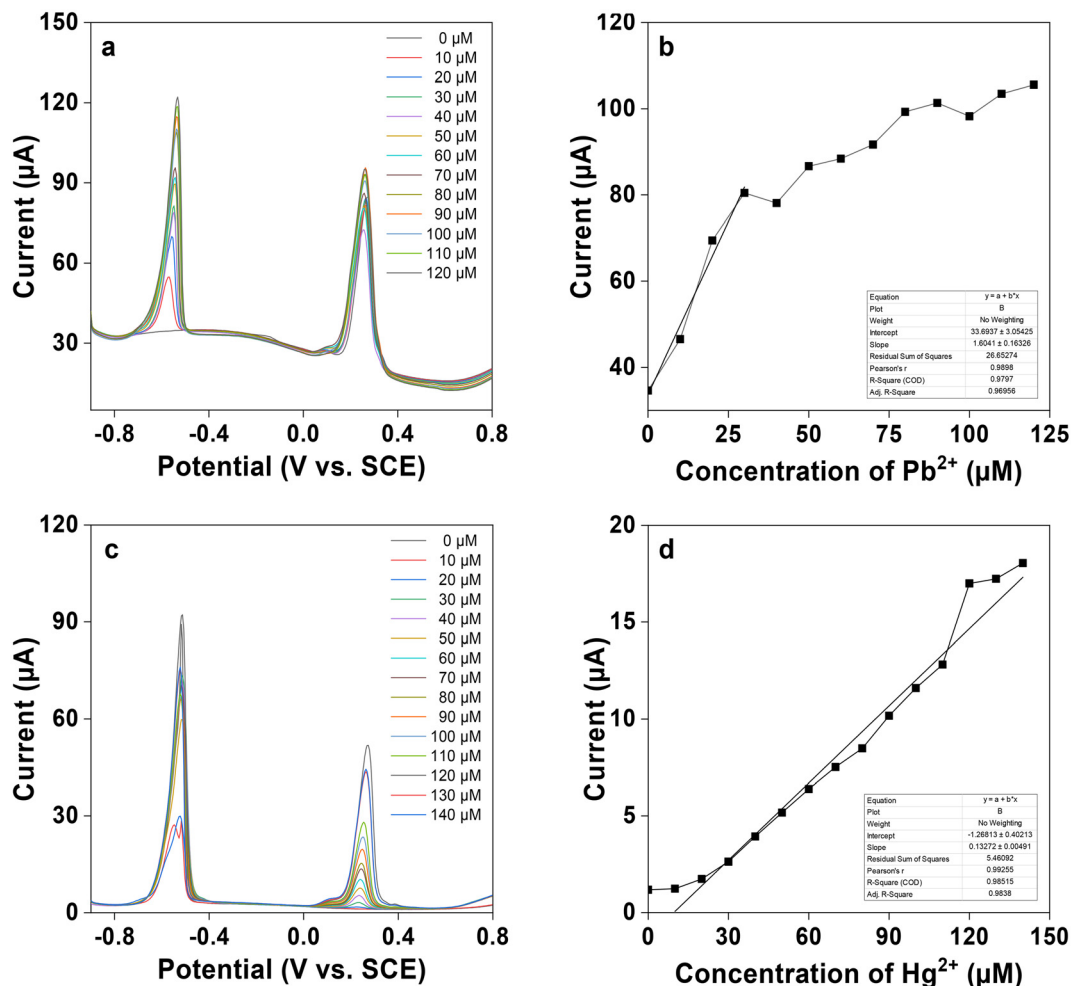 a
150
120
90
60
30
Current (µA)
-0.8
-0.4
0.0
0.4
0.8
Potential (V vs. SCE)
0 µM
10 µM
20 µM
30 µM
40 µM
50 µM
60 µM
70 µM
80 µM
90 µM
100 µM
110 µM
120 µM
b
120
100
80
60
40
Current (µA)
0
25
50
75
100
125
Concentration of Pb²⁺ (µM)
Equation y = a + b*x
Plot B
Weight No Weighting
Intercept 33.6937 ± 3.05425
Slope 1.6041 ± 0.16326
Residual Sum of Squares 26.65274
Pearson's r 0.9898
R-Square (COD) 0.9797
Adj. R-Square 0.96956
c
120
90
60
30
0
Current (µA)
-0.8
-0.4
0.0
0.4
0.8
Potential (V vs. SCE)
0 µM
10 µM
20 µM
30 µM
40 µM
50 µM
60 µM
70 µM
80 µM
90 µM
100 µM
110 µM
120 µM
130 µM
140 µM
d
20
15
10
5
0
Current (µA)
0
30
60
90
120
150
Concentration of Hg²⁺ (µM)
Equation y = a + b*x
Plot B
Weight No Weighting
Intercept -1.26813 ± 0.40213
Slope 0.13272 ± 0.00491
Residual Sum of Squares 5.46092
Pearson's r 0.99255
R-Square (COD) 0.98515
Adj. R-Square 0.9838